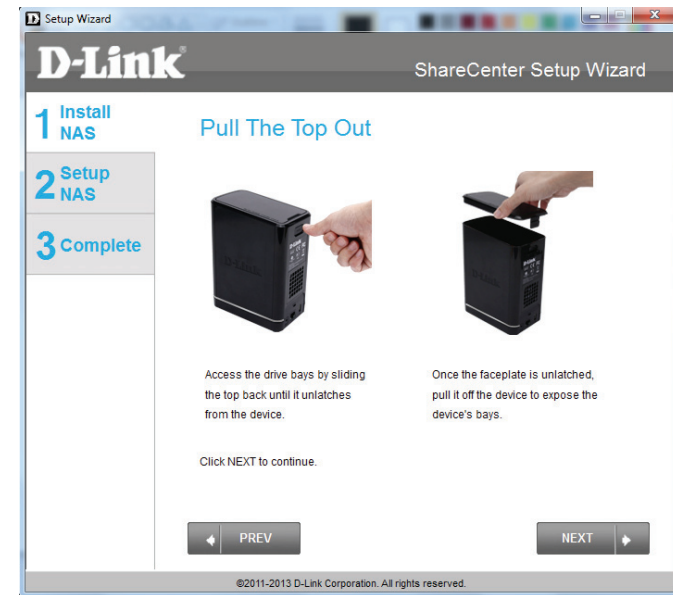 Setup Wizard
D-Link®
ShareCenter Setup Wizard
1 Install NAS
2 Setup NAS
3 Complete
Pull The Top Out
D-Link
D-Link
Access the drive bays by sliding
the top back until it unlatches
from the device.
Once the faceplate is unlatched,
pull it off the device to expose the
device's bays.
Click NEXT to continue.
PREV
NEXT
©2011-2013 D-Link Corporation. All rights reserved.